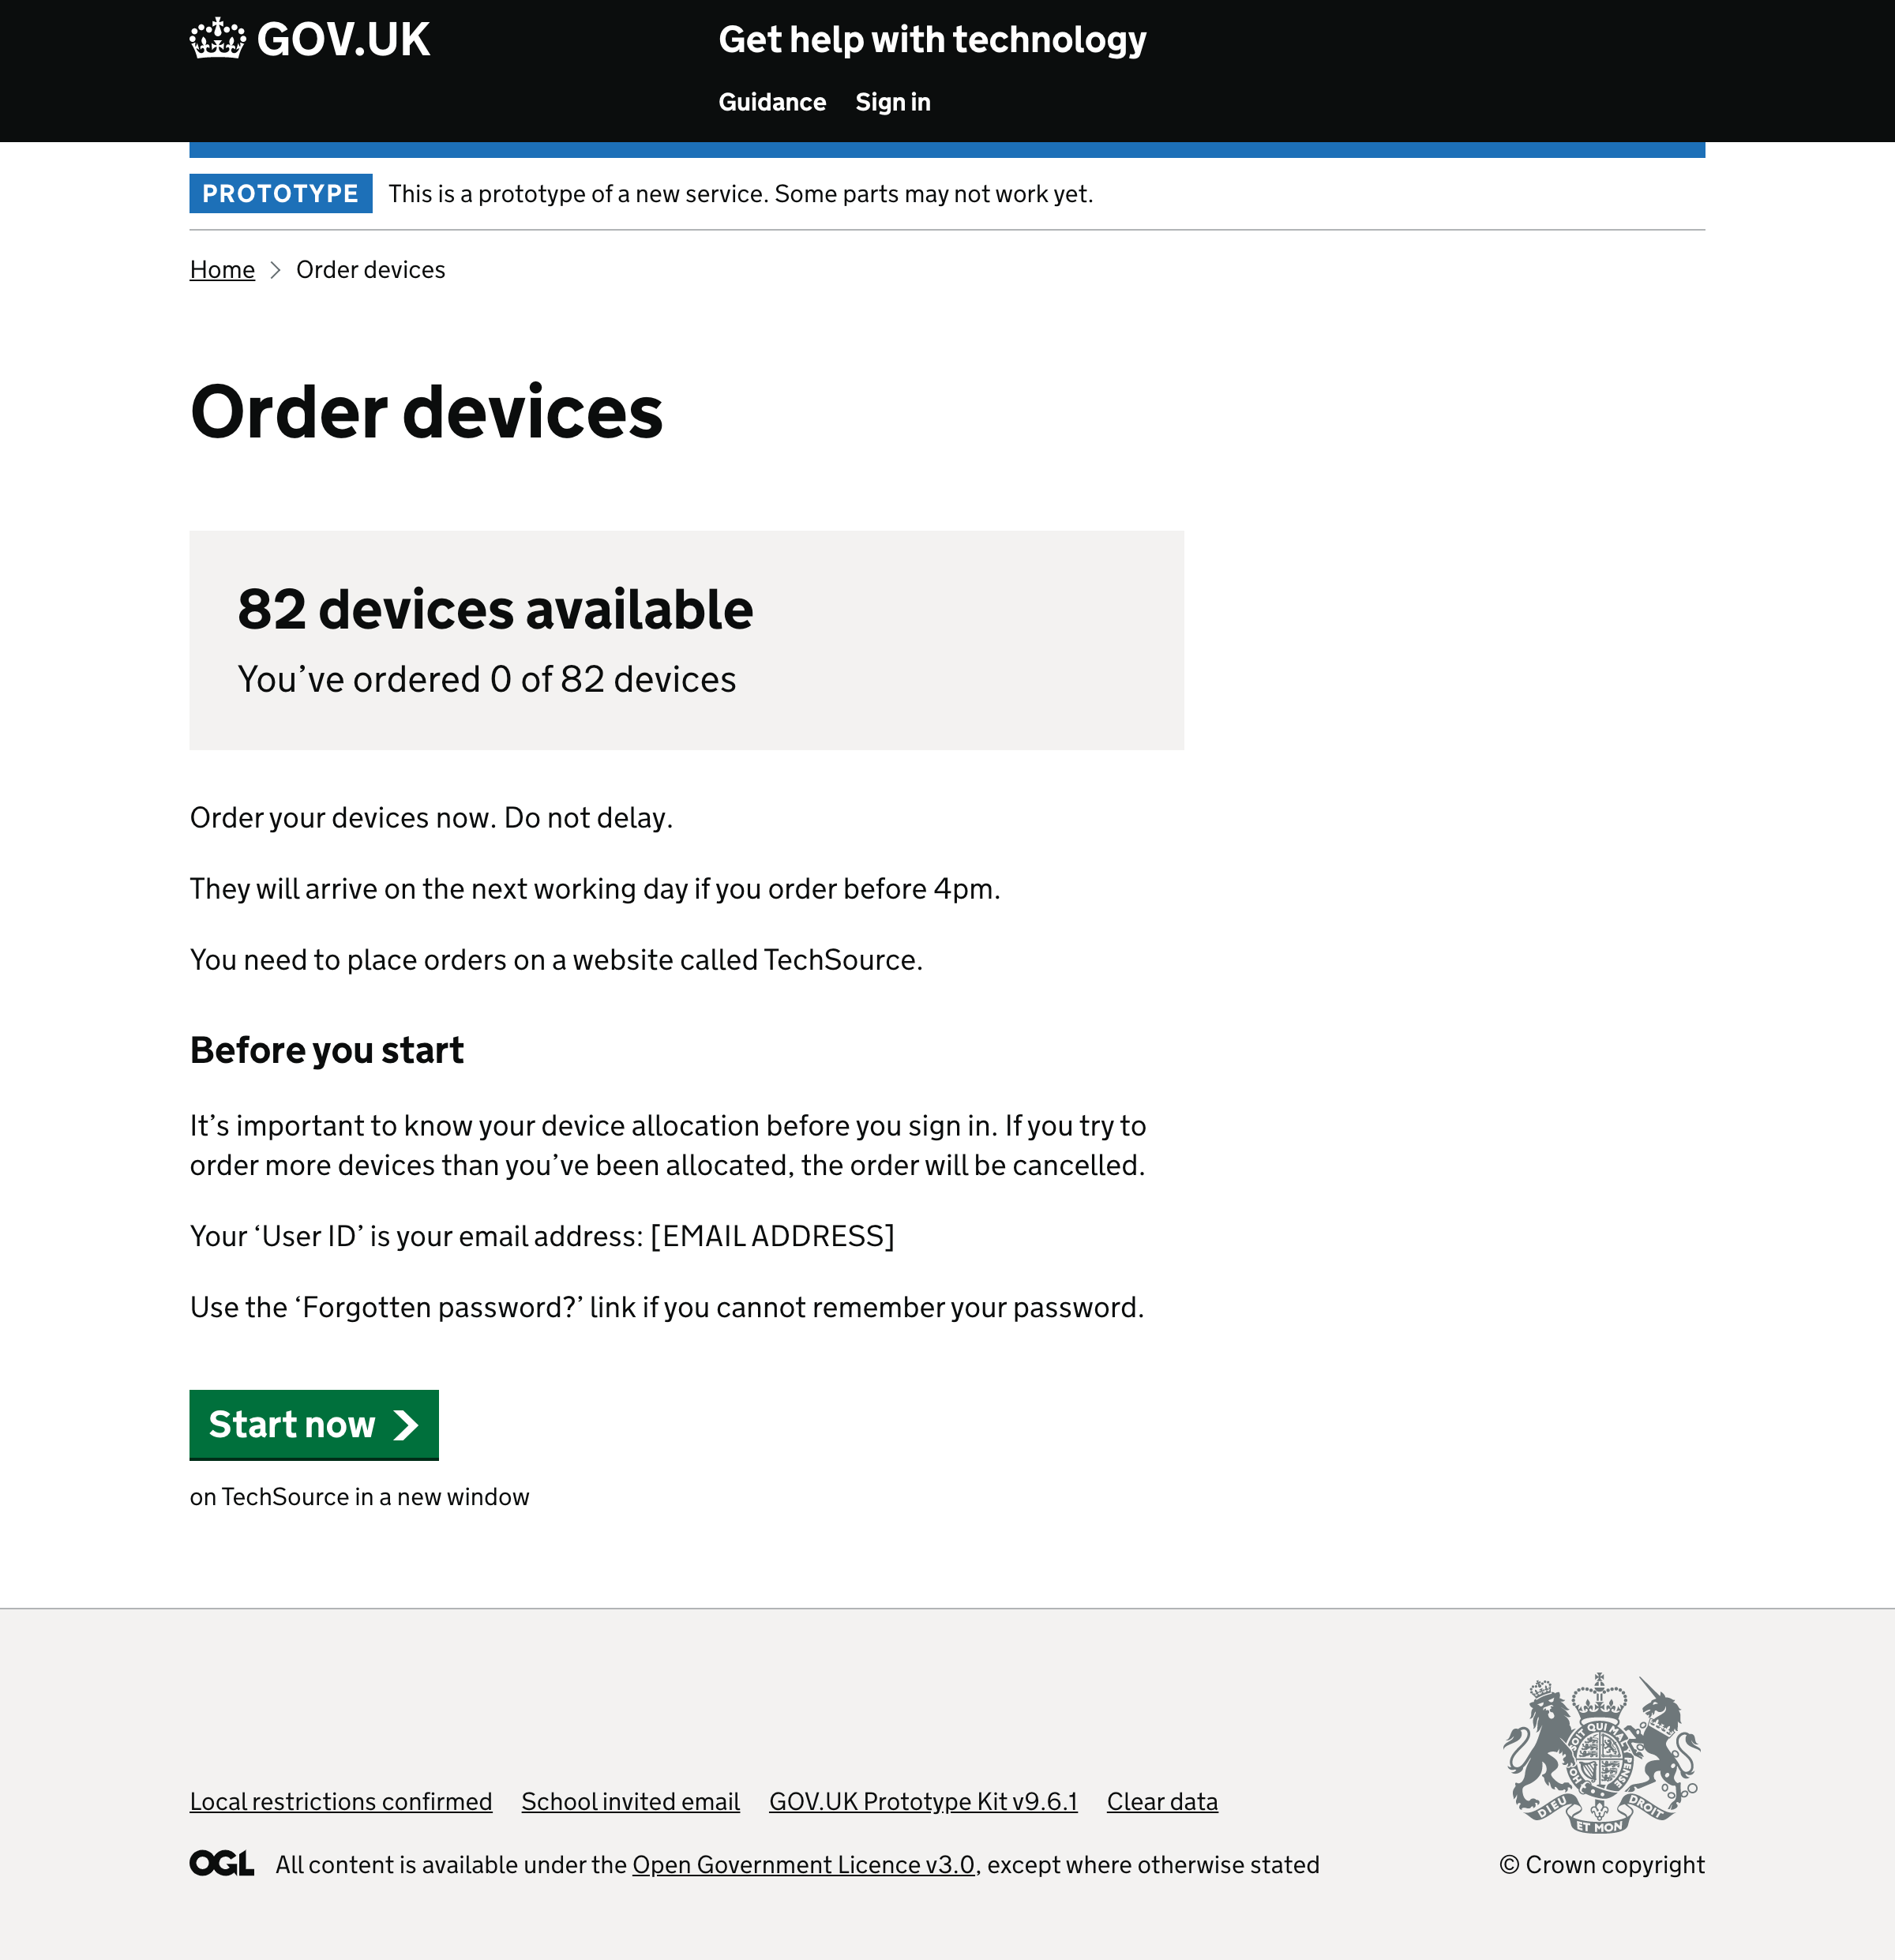 GOV.UK
Get help with technology
Guidance Sign in
PROTOTYPE This is a prototype of a new service. Some parts may not work yet.
Home Order devices
Order devices
82 devices available
You’ve ordered 0 of 82 devices
Order your devices now. Do not delay.
They will arrive on the next working day if you order before 4pm.
You need to place orders on a website called TechSource.
Before you start
It’s important to know your device allocation before you sign in. If you try to
order more devices than you’ve been allocated, the order will be cancelled.
Your ‘User ID’ is your email address: [EMAIL ADDRESS]
Use the ‘Forgotten password?’ link if you cannot remember your password.
Start now
on TechSource in a new window
Local restrictions confirmed School invited email GOV.UK Prototype Kit v9.6.1 Clear data
OGL All content is available under the Open Government Licence v3.0, except where otherwise stated
SOIT QUI MAL Y PENSE
DIEU ET MON DROIT
© Crown copyright